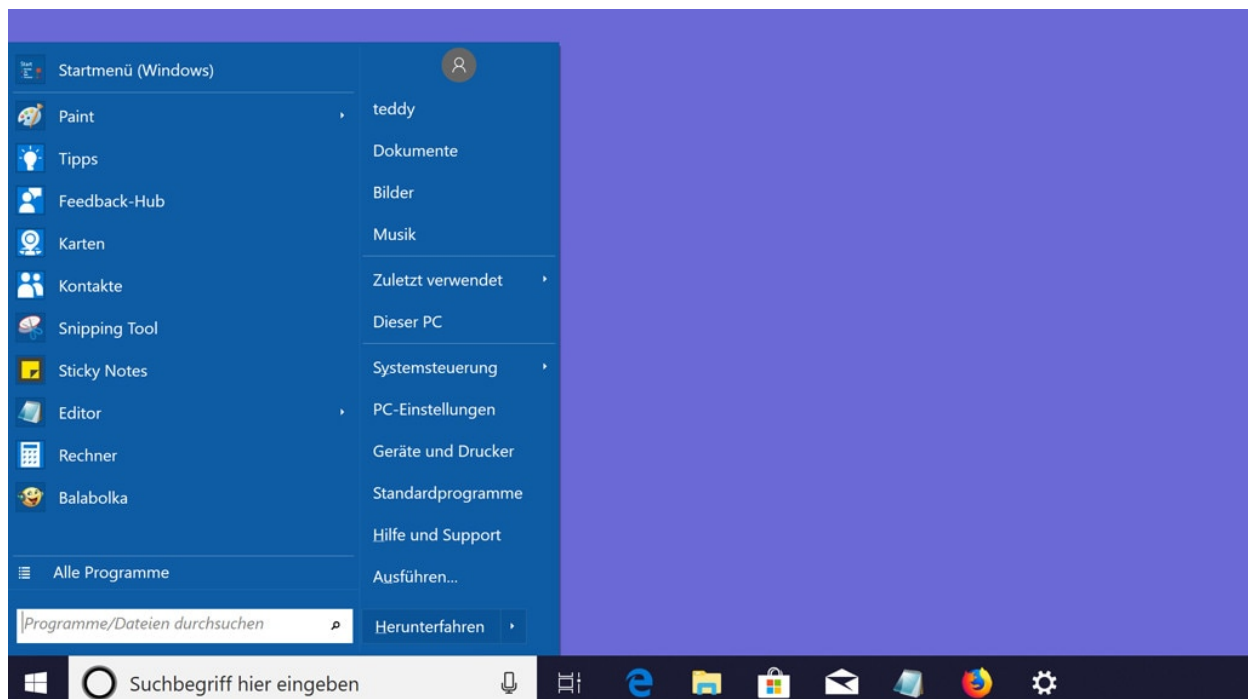 Startmenü (Windows)
Paint
Tipps
Feedback-Hub
Karten
Kontakte
Snipping Tool
Sticky Notes
Editor
Rechner
Balabolka
Alle Programme
Programme/Dateien durchsuchen
teddy
Dokumente
Bilder
Musik
Zuletzt verwendet
Dieser PC
Systemsteuerung
PC-Einstellungen
Geräte und Drucker
Standardprogramme
Hilfe und Support
Ausführen...
Herunterfahren
Suchbegriff hier eingeben